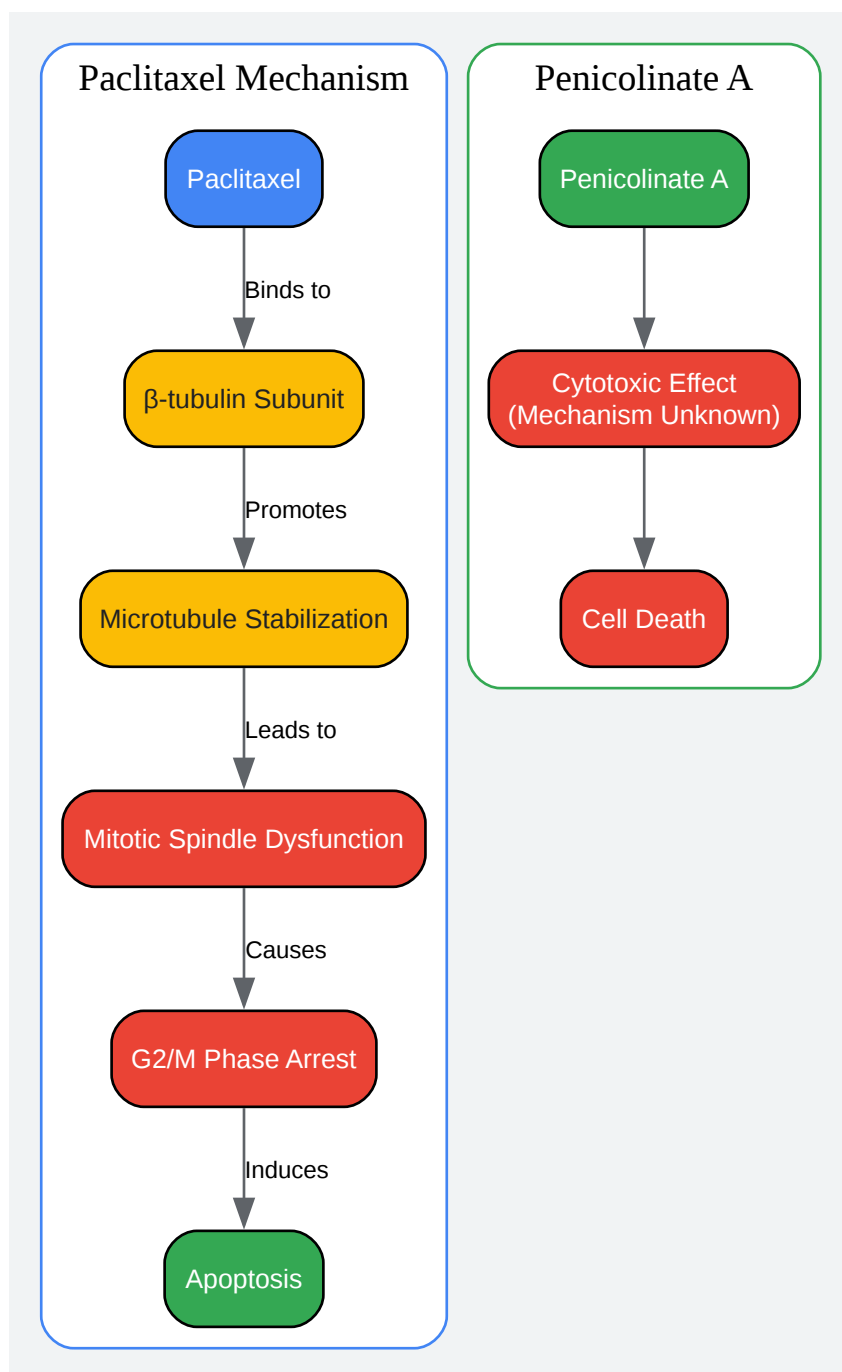 Paclitaxel Mechanism
Paclitaxel
Binds to
β-tubulin Subunit
Promotes
Microtubule Stabilization
Leads to
Mitotic Spindle Dysfunction
Causes
G2/M Phase Arrest
Induces
Apoptosis
Penicolinate A
Penicolinate A
Cytotoxic Effect
(Mechanism Unknown)
Cell Death